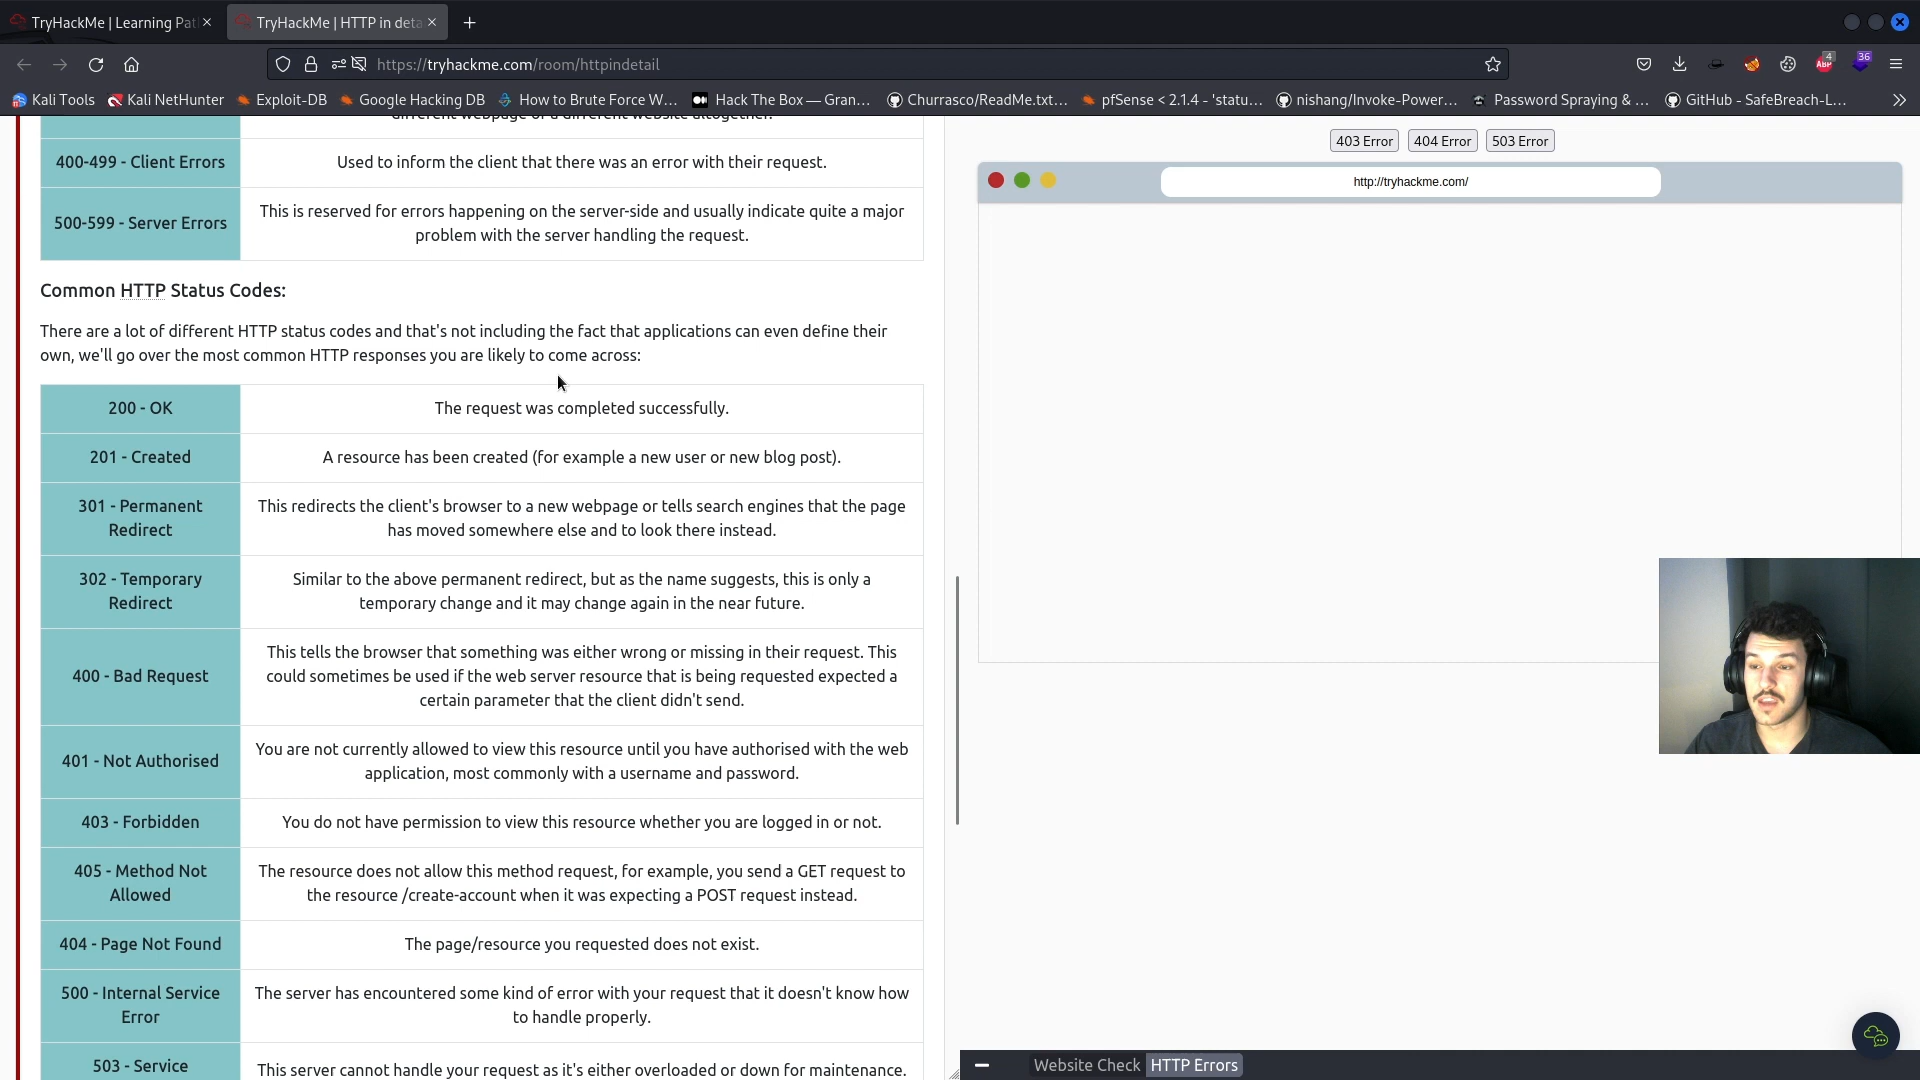 TryHackMe | Learning Pat
TryHackMe | HTTP in deta
https://tryhackme.com/room/httpindetail
4
36
ABP
Kali Tools
Kali NetHunter
Exploit-DB
Google Hacking DB
How to Brute Force W...
Hack The Box — Gran...
Churrasco/ReadMe.txt...
pfSense < 2.1.4 - 'statu...
nishang/Invoke-Power...
Password Spraying & ...
GitHub - SafeBreach-L...
different webpage or a different website altogether.
400-499 - Client Errors
Used to inform the client that there was an error with their request.
500-599 - Server Errors
This is reserved for errors happening on the server-side and usually indicate quite a major
problem with the server handling the request.
Common HTTP Status Codes:
There are a lot of different HTTP status codes and that's not including the fact that applications can even define their
own, we'll go over the most common HTTP responses you are likely to come across:
200 - OK
The request was completed successfully.
201 - Created
A resource has been created (for example a new user or new blog post).
301 - Permanent
Redirect
This redirects the client's browser to a new webpage or tells search engines that the page
has moved somewhere else and to look there instead.
302 - Temporary
Redirect
Similar to the above permanent redirect, but as the name suggests, this is only a
temporary change and it may change again in the near future.
400 - Bad Request
This tells the browser that something was either wrong or missing in their request. This
could sometimes be used if the web server resource that is being requested expected a
certain parameter that the client didn't send.
401 - Not Authorised
You are not currently allowed to view this resource until you have authorised with the web
application, most commonly with a username and password.
403 - Forbidden
You do not have permission to view this resource whether you are logged in or not.
405 - Method Not
Allowed
The resource does not allow this method request, for example, you send a GET request to
the resource /create-account when it was expecting a POST request instead.
404 - Page Not Found
The page/resource you requested does not exist.
500 - Internal Service
Error
The server has encountered some kind of error with your request that it doesn't know how
to handle properly.
503 - Service
This server cannot handle your request as it's either overloaded or down for maintenance.
403 Error
404 Error
503 Error
http://tryhackme.com/
Website Check
HTTP Errors